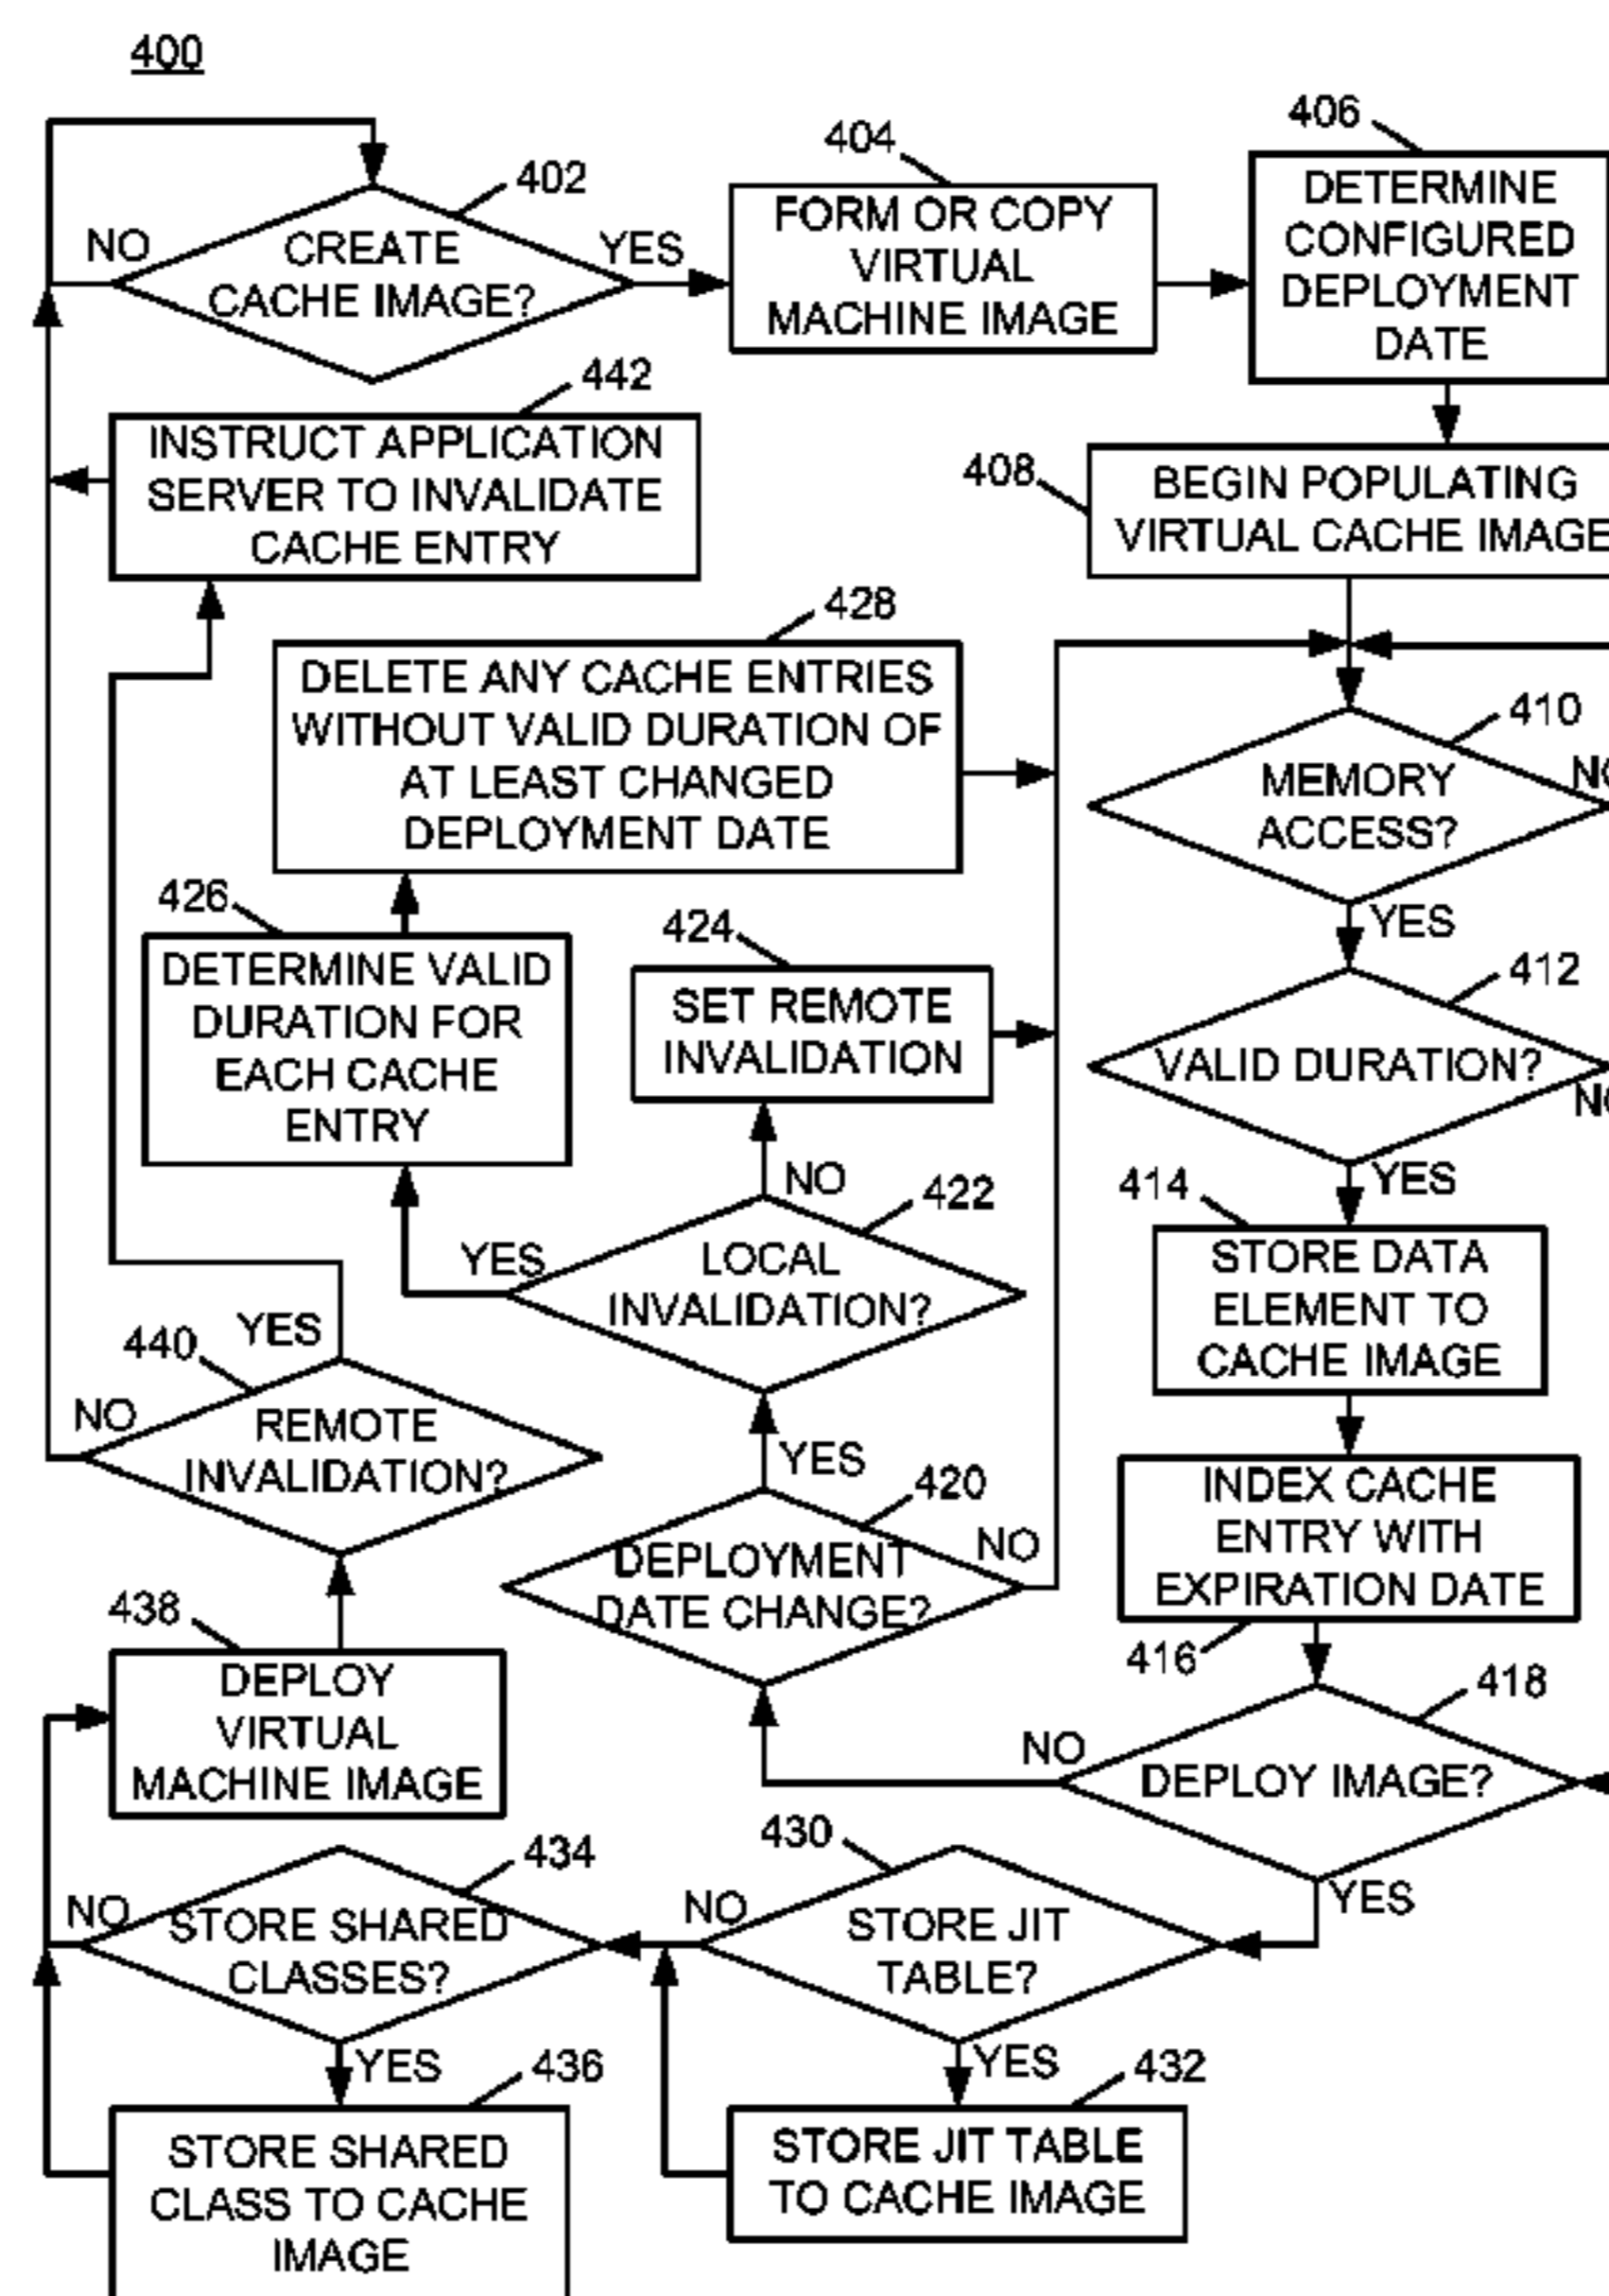 400
402
CREATE
CACHE IMAGE?
NO
YES
404
FORM OR COPY
VIRTUAL
MACHINE IMAGE
406
DETERMINE
CONFIGURED
DEPLOYMENT
DATE
442
INSTRUCT APPLICATION
SERVER TO INVALIDATE
CACHE ENTRY
408
BEGIN POPULATING
VIRTUAL CACHE IMAGE
428
DELETE ANY CACHE ENTRIES
WITHOUT VALID DURATION OF
AT LEAST CHANGED
DEPLOYMENT DATE
410
MEMORY
ACCESS?
NO
YES
426
DETERMINE VALID
DURATION FOR
EACH CACHE
ENTRY
424
SET REMOTE
INVALIDATION
412
VALID DURATION?
NO
YES
422
LOCAL
INVALIDATION?
NO
YES
414
STORE DATA
ELEMENT TO
CACHE IMAGE
440
REMOTE
INVALIDATION?
YES
NO
420
DEPLOYMENT
DATE CHANGE?
YES
NO
INDEX CACHE
ENTRY WITH
EXPIRATION DATE
416
438
DEPLOY
VIRTUAL
MACHINE IMAGE
418
DEPLOY IMAGE?
NO
YES
434
STORE SHARED
CLASSES?
NO
YES
430
STORE JIT
TABLE?
NO
YES
436
STORE SHARED
CLASS TO CACHE
IMAGE
432
STORE JIT TABLE
TO CACHE IMAGE